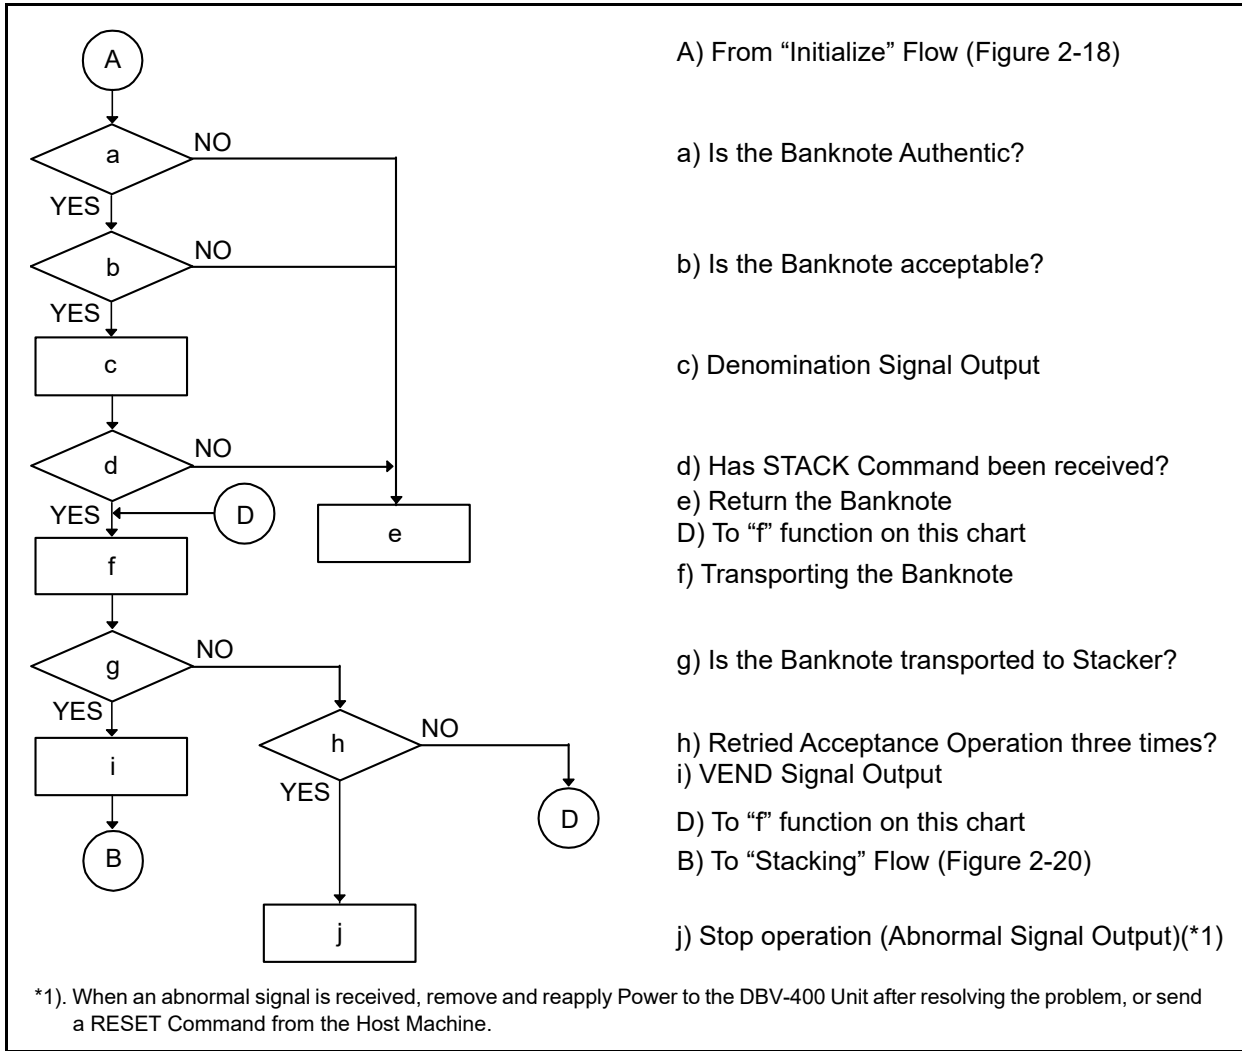 A
A) From “Initialize” Flow (Figure 2-18)
a
NO
a) Is the Banknote Authentic?
YES
b
NO
b) Is the Banknote acceptable?
YES
c
c) Denomination Signal Output
d
NO
d) Has STACK Command been received?
YES
D
e
e) Return the Banknote
D) To “f” function on this chart
f
f) Transporting the Banknote
g
NO
g) Is the Banknote transported to Stacker?
YES
h
NO
h) Retried Acceptance Operation three times?
i
i) VEND Signal Output
YES
D
D) To “f” function on this chart
B
B) To “Stacking” Flow (Figure 2-20)
j
j) Stop operation (Abnormal Signal Output)(*1)
*1). When an abnormal signal is received, remove and reapply Power to the DBV-400 Unit after resolving the problem, or send
a RESET Command from the Host Machine.